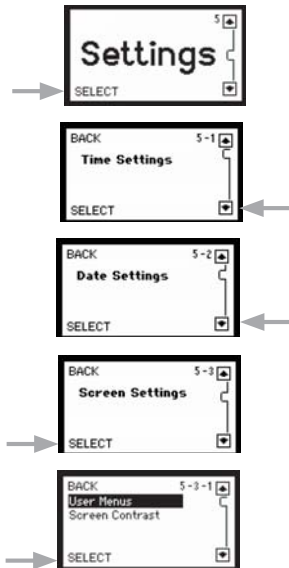 5
Settings
SELECT
BACK 5-1
Time Settings
SELECT
BACK 5-2
Date Settings
SELECT
BACK 5-3
Screen Settings
SELECT
BACK 5-3-1
User Menus
Screen Contrast
SELECT